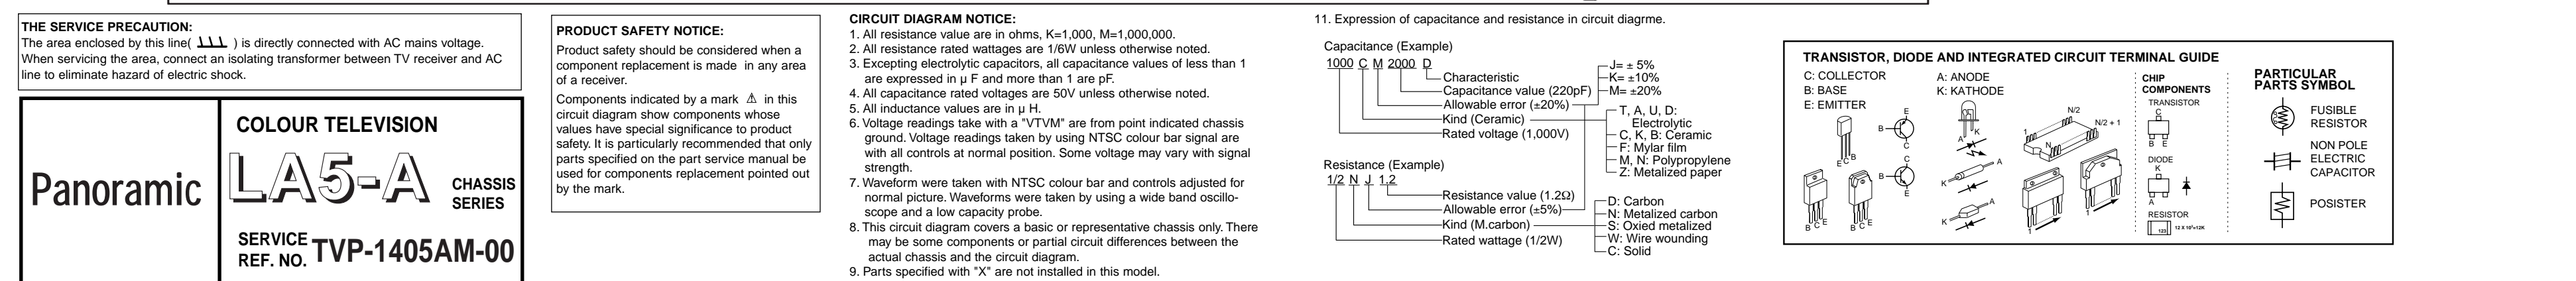 THE SERVICE PRECAUTION:
The area enclosed by this line( ) is directly connected with AC mains voltage.
When servicing the area, connect an isolating transformer between TV receiver and AC
line to eliminate hazard of electric shock.
Panoramic
COLOUR TELEVISION
LA5-A
CHASSIS
SERIES
SERVICE
REF. NO.
TVP-1405AM-00
PRODUCT SAFETY NOTICE:
Product safety should be considered when a
component replacement is made in any area
of a receiver.
Components indicated by a mark ⚠ in this
circuit diagram show components whose
values have special significance to product
safety. It is particularly recommended that only
parts specified on the part service manual be
used for components replacement pointed out
by the mark.
CIRCUIT DIAGRAM NOTICE:
1. All resistance value are in ohms, K=1,000, M=1,000,000.
2. All resistance rated wattages are 1/6W unless otherwise noted.
3. Excepting electrolytic capacitors, all capacitance values of less than 1
are expressed in µ F and more than 1 are pF.
4. All capacitance rated voltages are 50V unless otherwise noted.
5. All inductance values are in µ H.
6. Voltage readings take with a "VTVM" are from point indicated chassis
ground. Voltage readings taken by using NTSC colour bar signal are
with all controls at normal position. Some voltage may vary with signal
strength.
7. Waveform were taken with NTSC colour bar and controls adjusted for
normal picture. Waveforms were taken by using a wide band oscillo-
scope and a low capacity probe.
8. This circuit diagram covers a basic or representative chassis only. There
may be some components or partial circuit differences between the
actual chassis and the circuit diagram.
9. Parts specified with "X" are not installed in this model.
11. Expression of capacitance and resistance in circuit diagrme.
Capacitance (Example)
1000 C M 2000 D
Characteristic
Capacitance value (220pF)
Allowable error (±20%)
Kind (Ceramic)
Rated voltage (1,000V)
J= ± 5%
K= ±10%
M= ±20%
T, A, U, D:
Electrolytic
C, K, B: Ceramic
F: Mylar film
M, N: Polypropylene
Z: Metalized paper
Resistance (Example)
1/2 N J 1.2
Resistance value (1.2Ω)
Allowable error (±5%)
Kind (M.carbon)
Rated wattage (1/2W)
D: Carbon
N: Metalized carbon
S: Oxied metalized
W: Wire wounding
C: Solid
TRANSISTOR, DIODE AND INTEGRATED CIRCUIT TERMINAL GUIDE
C: COLLECTOR
B: BASE
E: EMITTER
E C B
B C E
B C E
E
B
C
C
B
E
A: ANODE
K: KATHODE
A K
A
K
A
K
N/2
N/2 + 1
1
N
1
1
CHIP
COMPONENTS
TRANSISTOR
C
B E
DIODE
K
A
RESISTOR
123
12 X 10³=12K
PARTICULAR
PARTS SYMBOL
FUSIBLE
RESISTOR
NON POLE
ELECTRIC
CAPACITOR
POSISTER